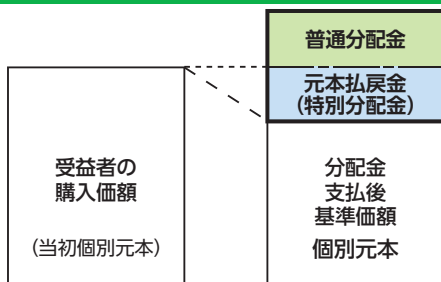 普通分配金
元本払戻金
(特別分配金)
受益者の
購入価額
(当初個別元本)
分配金
支払後
基準価額
個別元本